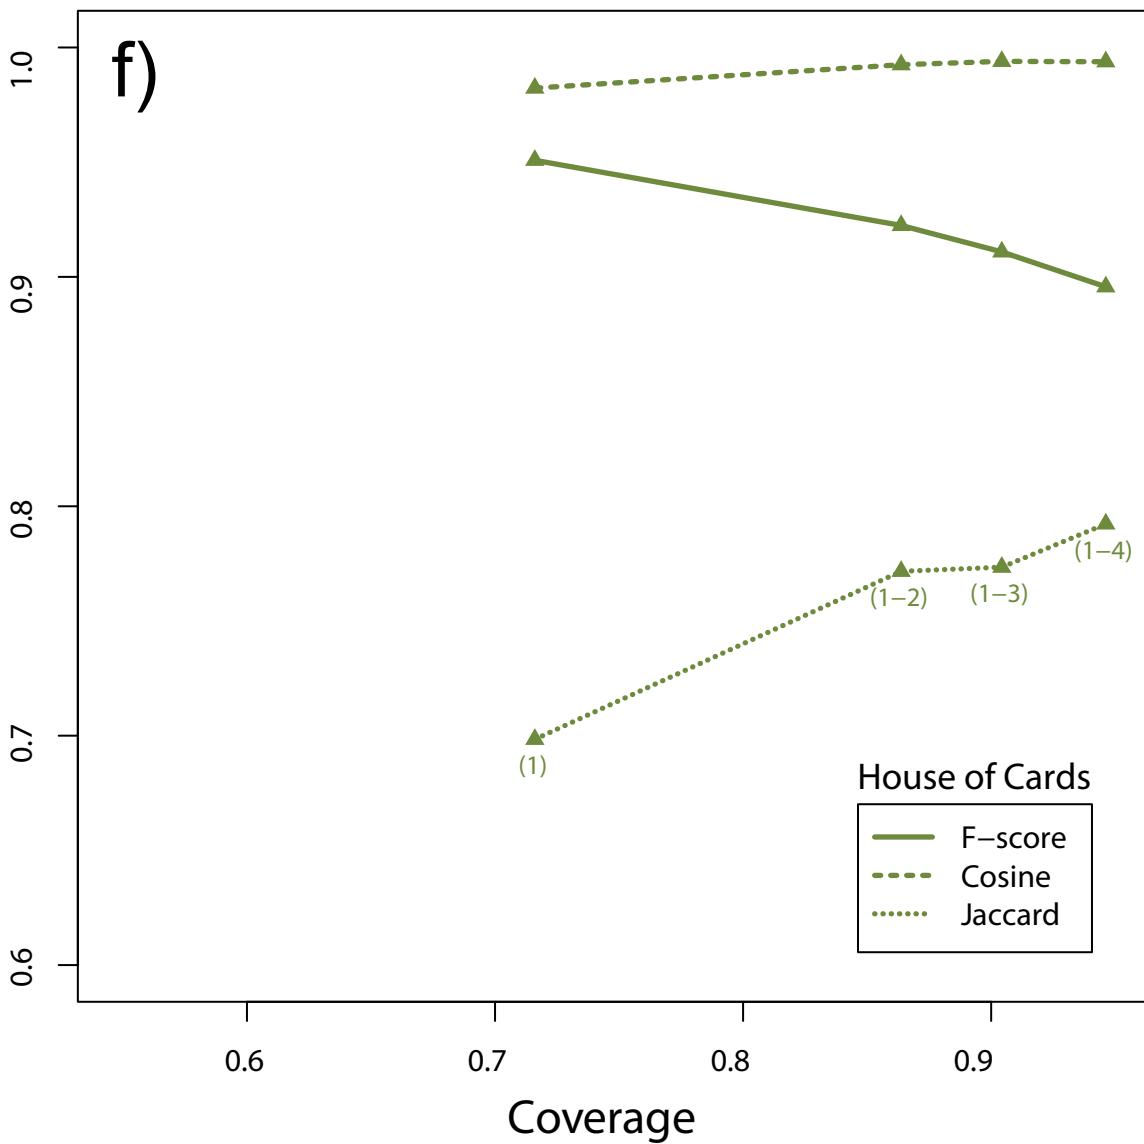 f)
1.0
0.9
0.8
0.7
0.6
(1)
(1−2)
(1−3)
(1−4)
House of Cards
F−score
Cosine
Jaccard
0.6 0.7 0.8 0.9
Coverage